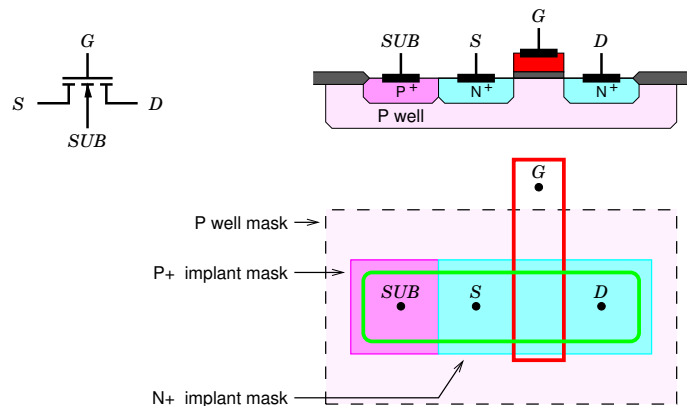 G
S
D
SUB
G
SUB
S
D
P+
N+
N+
P well
G
P well mask
P+ implant mask
SUB
S
D
N+ implant mask